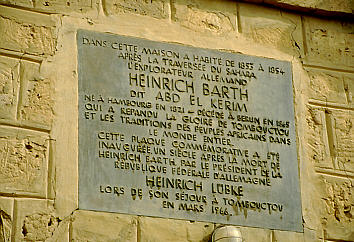 DANS CETTE MAISON A HABITÉ DE 1853 À 1854
APRÈS LA TRAVERSÉE DU SAHARA
L'EXPLORATEUR ALLEMAND
HEINRICH BARTH
DIT ABD EL KERIM
NÉ À HAMBOURG EN 1821 - DÉCÉDÉ À BERLIN EN 1865
QUI A RÉPANDU LA GLOIRE DE TOMBOUCTOU
ET LES TRADITIONS DES PEUPLES AFRICAINS DANS
LE MONDE ENTIER.
CETTE PLAQUE COMMÉMORATIVE A ÉTÉ
INAUGURÉE UN SIÈCLE APRÈS LA MORT DE
HEINRICH BARTH, PAR LE PRÉSIDENT DE LA
RÉPUBLIQUE FÉDÉRALE D'ALLEMAGNE
HEINRICH LÜBKE
LORS DE SON SÉJOUR À TOMBOUCTOU
EN MARS 1966.